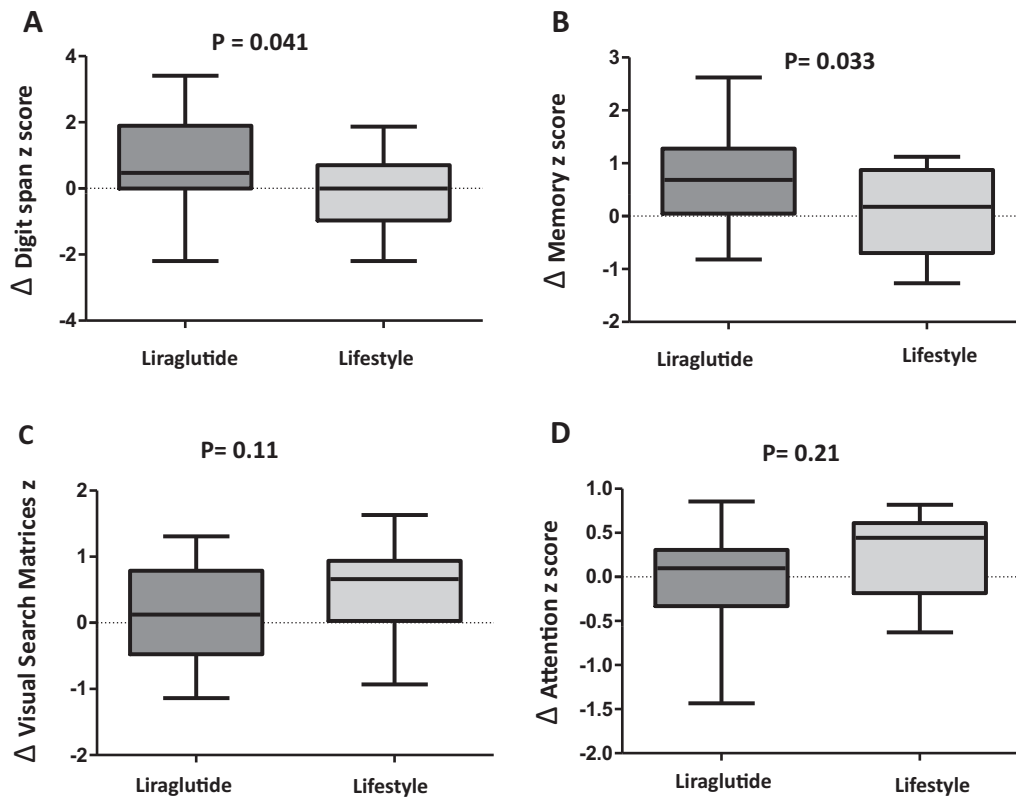 A
P = 0.041
Δ Digit span z score
4
2
0
-2
-4
Liraglutide
Lifestyle
B
P= 0.033
Δ Memory z score
3
2
1
0
-1
-2
Liraglutide
Lifestyle
C
P= 0.11
Δ Visual Search Matrices z
2
1
0
-1
-2
Liraglutide
Lifestyle
D
P= 0.21
Δ Attention z score
1.0
0.5
0.0
-0.5
-1.0
-1.5
-2.0
Liraglutide
Lifestyle